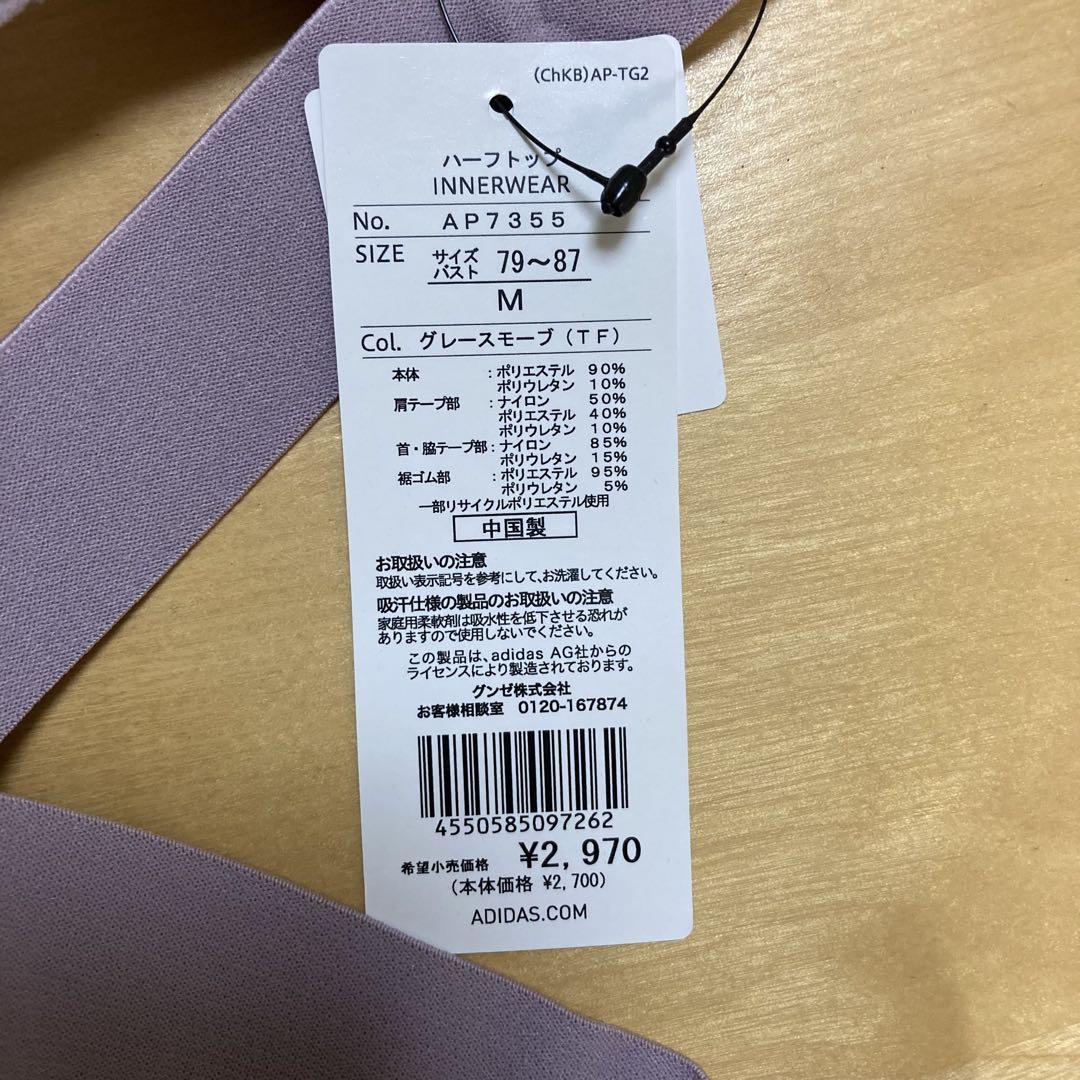 (ChKB)AP-TG2
ハーフトップ
INNERWEAR
No. AP7355
SIZE サイズ バスト 79～87
M
Col. グレースモーブ（TF）
本体 ：ポリエステル 90%
ポリウレタン 10%
肩テープ部 ：ナイロン 50%
ポリエステル 40%
ポリウレタン 10%
首・脇テープ部：ナイロン 85%
ポリウレタン 15%
裾ゴム部 ：ポリエステル 95%
ポリウレタン 5%
一部リサイクルポリエステル使用
中国製
お取扱いの注意
取扱い表示記号を参考にして、お洗濯してください。
吸汗仕様の製品のお取扱いの注意
家庭用柔軟剤は吸水性を低下させる恐れが
ありますので使用しないでください。
この製品は、adidas AG社からの
ライセンスにより製造されております。
グンゼ株式会社
お客様相談室 0120-167874
4550585097262
希望小売価格 ¥2,970
(本体価格 ¥2,700)
ADIDAS.COM